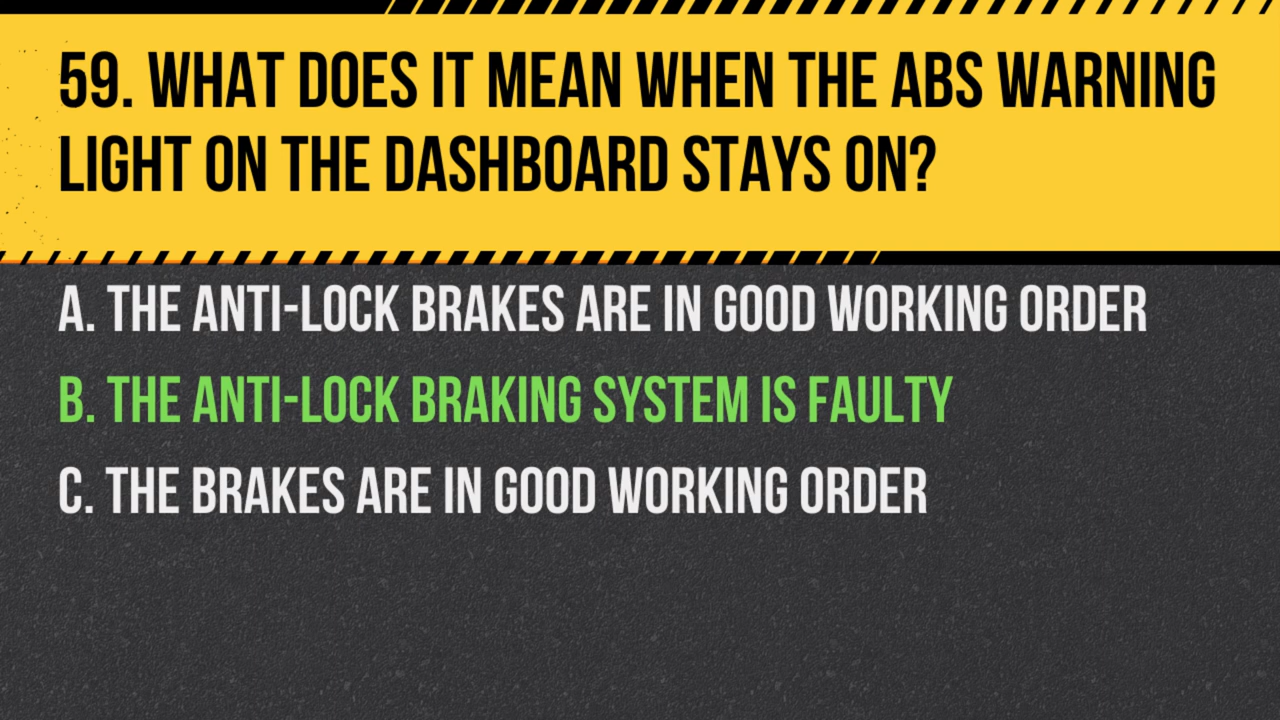 59. WHAT DOES IT MEAN WHEN THE ABS WARNING
LIGHT ON THE DASHBOARD STAYS ON?
A. THE ANTI-LOCK BRAKES ARE IN GOOD WORKING ORDER
B. THE ANTI-LOCK BRAKING SYSTEM IS FAULTY
C. THE BRAKES ARE IN GOOD WORKING ORDER